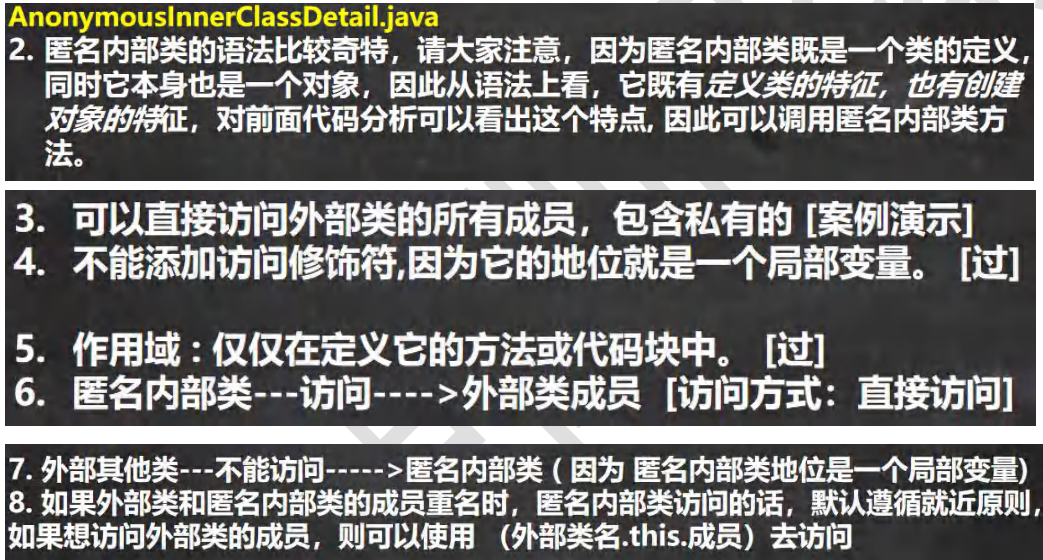 AnonymousInnerClassDetail.java
2. 匿名内部类的语法比较奇特，请大家注意，因为匿名内部类既是一个类的定义，
同时它本身也是一个对象，因此从语法上看，它既有定义类的特征，也有创建
对象的特征，对前面代码分析可以看出这个特点, 因此可以调用匿名内部类方
法。
3. 可以直接访问外部类的所有成员，包含私有的 [案例演示]
4. 不能添加访问修饰符,因为它的地位就是一个局部变量。 [过]
5. 作用域 : 仅仅在定义它的方法或代码块中。 [过]
6. 匿名内部类---访问---->外部类成员 [访问方式：直接访问]
7. 外部其他类---不能访问----->匿名内部类 ( 因为 匿名内部类地位是一个局部变量)
8. 如果外部类和匿名内部类的成员重名时，匿名内部类访问的话，默认遵循就近原则，
如果想访问外部类的成员，则可以使用 （外部类名.this.成员）去访问